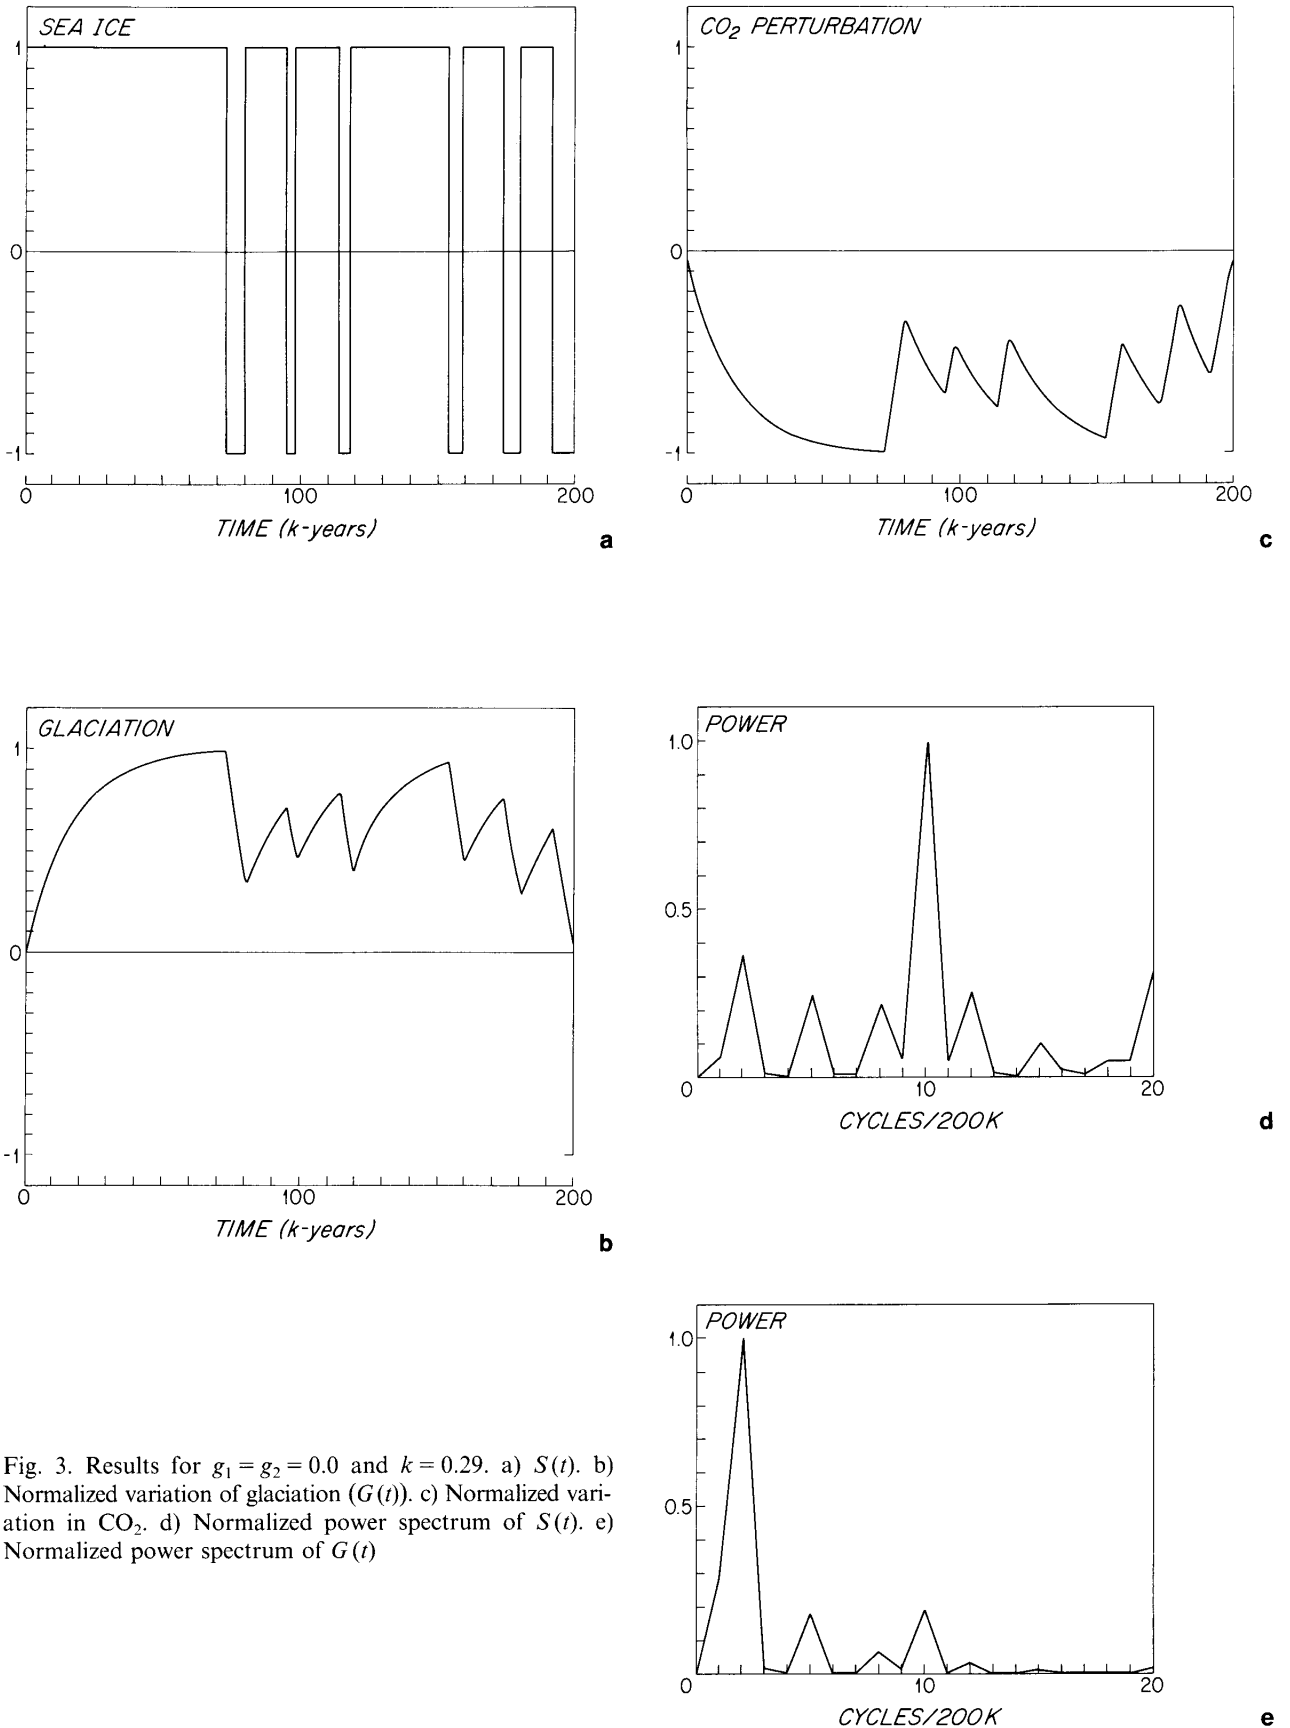 SEA ICE
1
0
-1
0 100 200
TIME (k-years)
a
CO₂ PERTURBATION
1
0
-1
0 100 200
TIME (k-years)
c
GLACIATION
1
0
-1
0 100 200
TIME (k-years)
b
POWER
1.0
0.5
0 10 20
CYCLES/200K
d
POWER
1.0
0.5
0 10 20
CYCLES/200K
e
Fig. 3. Results for g₁ = g₂ = 0.0 and k = 0.29. a) S(t). b)
Normalized variation of glaciation (G(t)). c) Normalized vari-
ation in CO₂. d) Normalized power spectrum of S(t). e)
Normalized power spectrum of G(t)